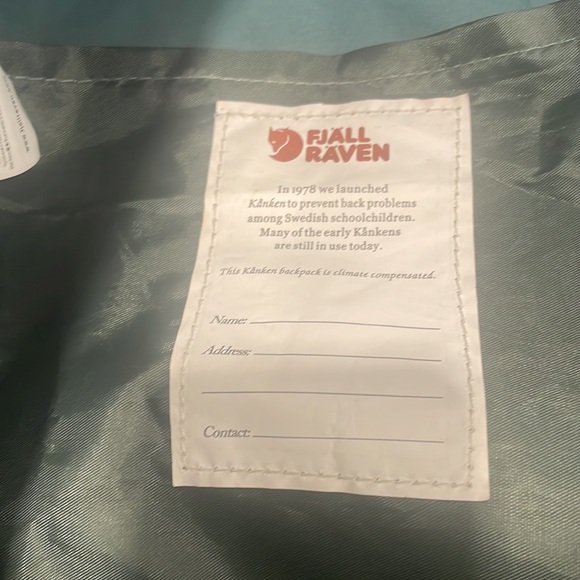 FJÄLL
RÄVEN
In 1978 we launched
Kånken to prevent back problems
among Swedish schoolchildren.
Many of the early Kånkens
are still in use today.
This Kånken backpack is climate compensated.
Name:
Address:
Contact: